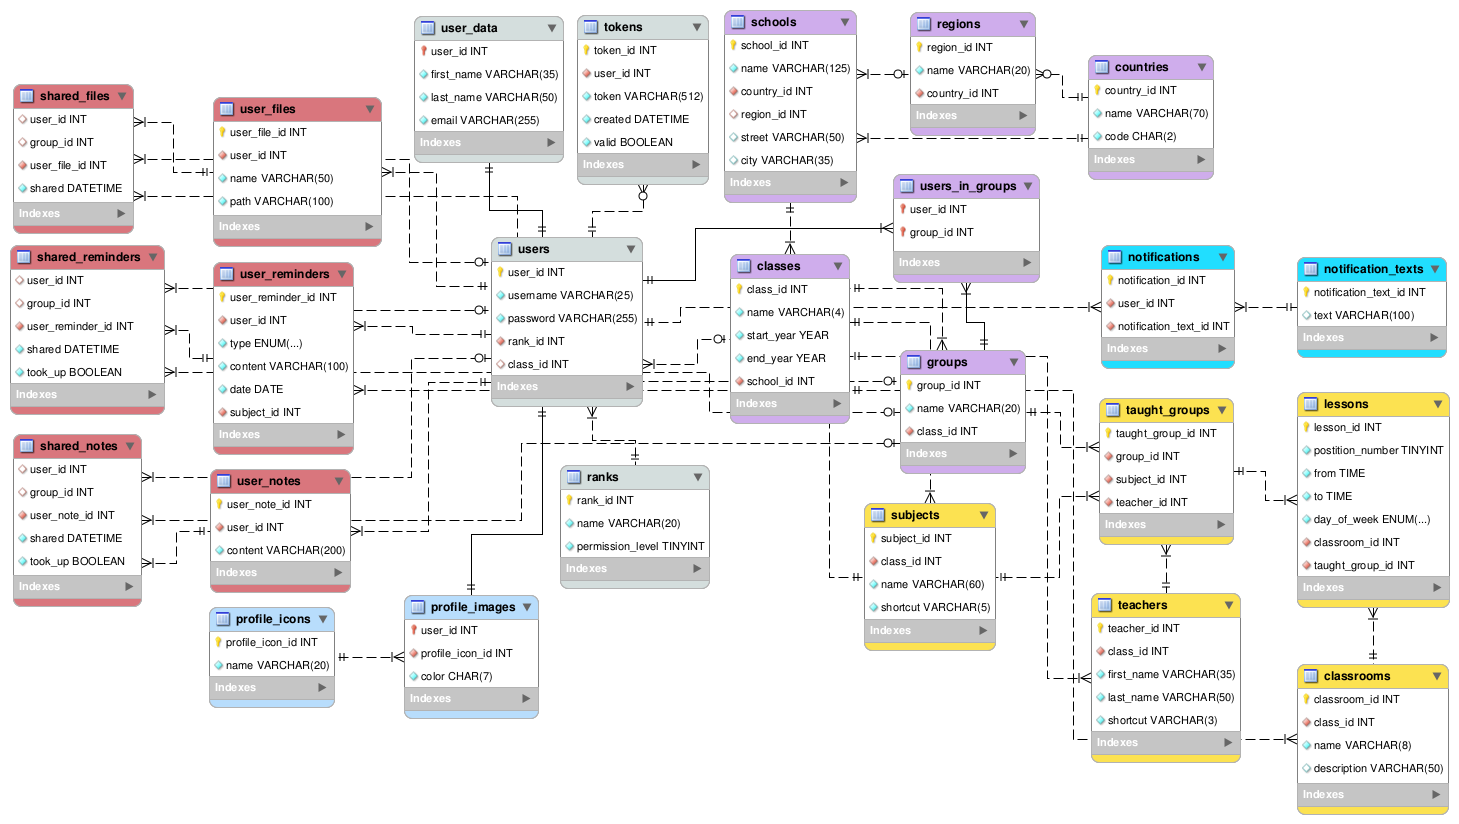 user_data
user_id INT
first_name VARCHAR(35)
last_name VARCHAR(50)
email VARCHAR(255)
Indexes
tokens
token_id INT
user_id INT
token VARCHAR(512)
created DATETIME
valid BOOLEAN
Indexes
schools
school_id INT
name VARCHAR(125)
country_id INT
region_id INT
street VARCHAR(50)
city VARCHAR(35)
Indexes
regions
region_id INT
name VARCHAR(20)
country_id INT
Indexes
countries
country_id INT
name VARCHAR(70)
code CHAR(2)
Indexes
shared_files
user_id INT
group_id INT
user_file_id INT
shared DATETIME
Indexes
user_files
user_file_id INT
user_id INT
name VARCHAR(50)
path VARCHAR(100)
Indexes
users_in_groups
user_id INT
group_id INT
Indexes
shared_reminders
user_id INT
group_id INT
user_reminder_id INT
shared DATETIME
took_up BOOLEAN
Indexes
user_reminders
user_reminder_id INT
user_id INT
type ENUM(...)
content VARCHAR(100)
date DATE
subject_id INT
Indexes
users
user_id INT
username VARCHAR(25)
password VARCHAR(255)
rank_id INT
class_id INT
Indexes
classes
class_id INT
name VARCHAR(4)
start_year YEAR
end_year YEAR
school_id INT
Indexes
notifications
notification_id INT
user_id INT
notification_text_id INT
Indexes
notification_texts
notification_text_id INT
text VARCHAR(100)
Indexes
groups
group_id INT
name VARCHAR(20)
class_id INT
Indexes
taught_groups
taught_group_id INT
group_id INT
subject_id INT
teacher_id INT
Indexes
lessons
lesson_id INT
postition_number TINYINT
from TIME
to TIME
day_of_week ENUM(...)
classroom_id INT
taught_group_id INT
Indexes
shared_notes
user_id INT
group_id INT
user_note_id INT
shared DATETIME
took_up BOOLEAN
Indexes
user_notes
user_note_id INT
user_id INT
content VARCHAR(200)
Indexes
ranks
rank_id INT
name VARCHAR(20)
permission_level TINYINT
Indexes
subjects
subject_id INT
class_id INT
name VARCHAR(60)
shortcut VARCHAR(5)
Indexes
profile_icons
profile_icon_id INT
name VARCHAR(20)
Indexes
profile_images
user_id INT
profile_icon_id INT
color CHAR(7)
Indexes
teachers
teacher_id INT
class_id INT
first_name VARCHAR(35)
last_name VARCHAR(50)
shortcut VARCHAR(3)
Indexes
classrooms
classroom_id INT
class_id INT
name VARCHAR(8)
description VARCHAR(50)
Indexes